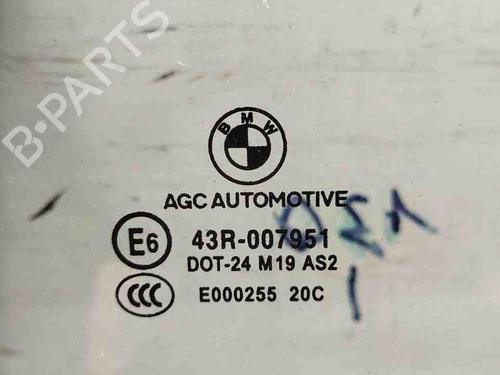 B-PARTS
BMW
AGC AUTOMOTIVE
E6 43R-007951
DOT-24 M19 AS2
CCC E000255 20C